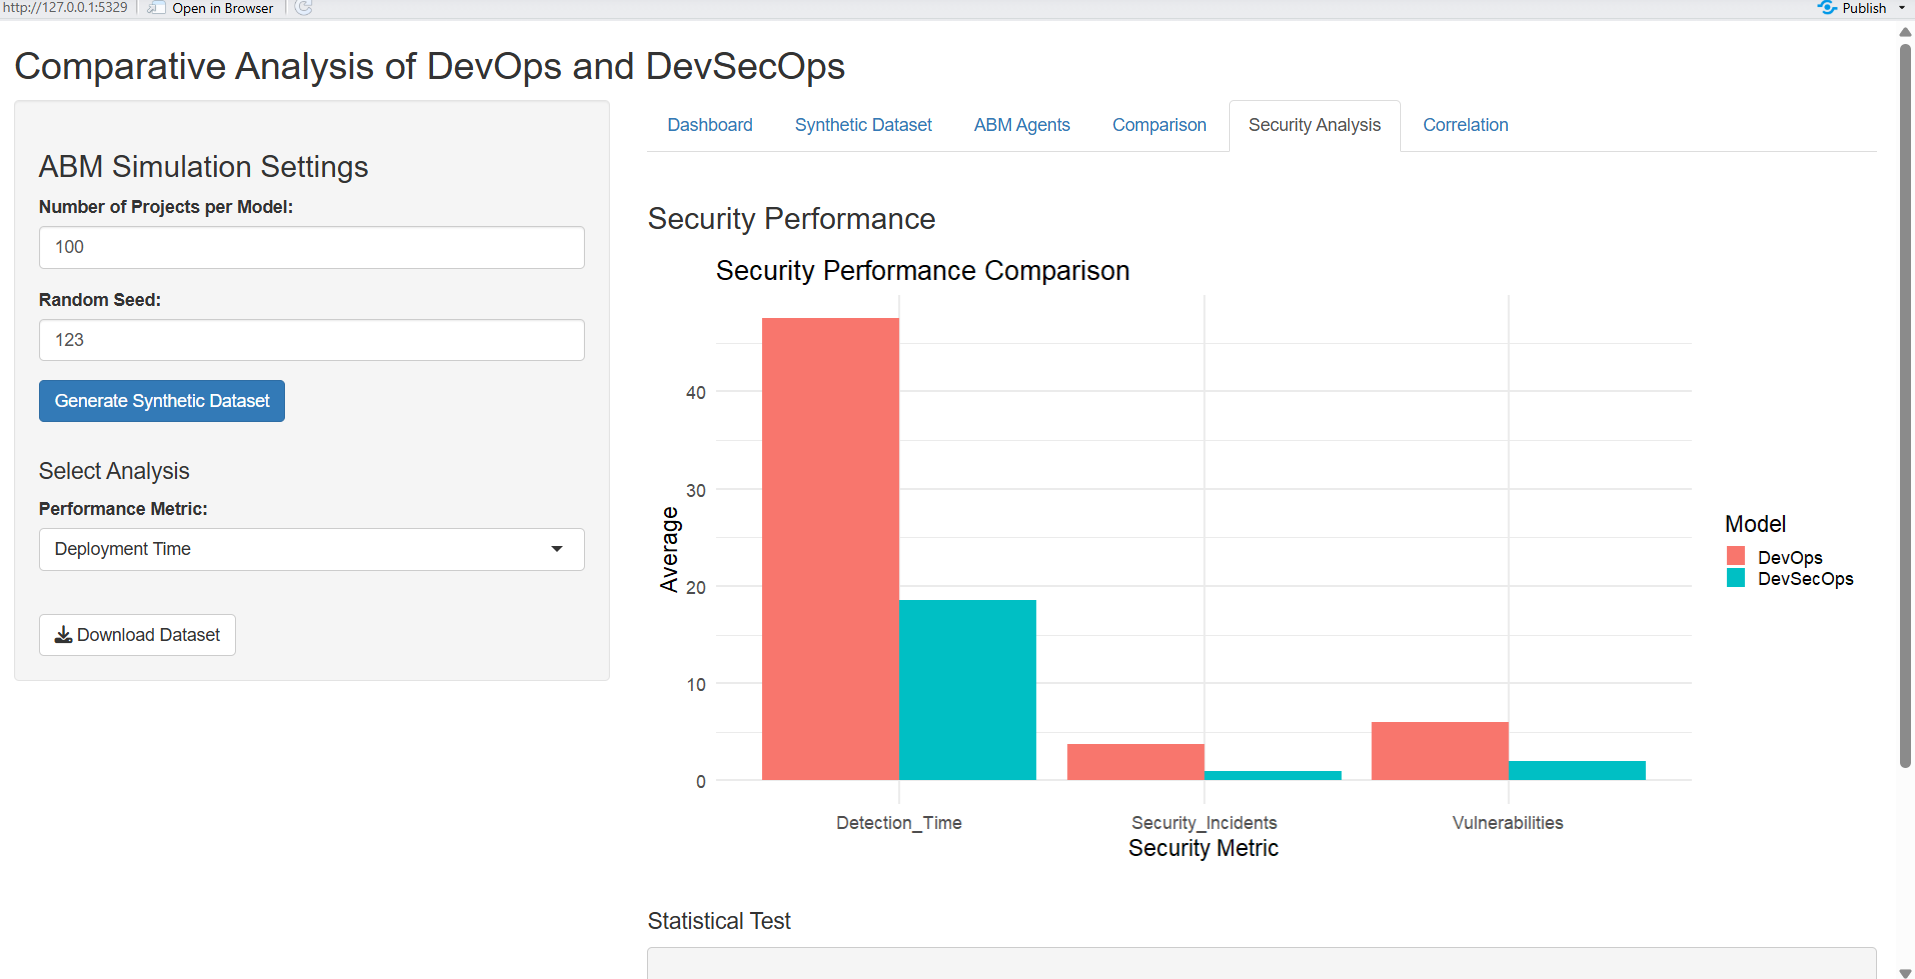 http://127.0.0.1:5329
Open in Browser
Publish
Comparative Analysis of DevOps and DevSecOps
ABM Simulation Settings
Number of Projects per Model:
100
Random Seed:
123
Generate Synthetic Dataset
Select Analysis
Performance Metric:
Deployment Time
Download Dataset
Dashboard
Synthetic Dataset
ABM Agents
Comparison
Security Analysis
Correlation
Security Performance
Security Performance Comparison
40
30
20
10
0
Average
Detection_Time
Security_Incidents
Vulnerabilities
Security Metric
Model
DevOps
DevSecOps
Statistical Test